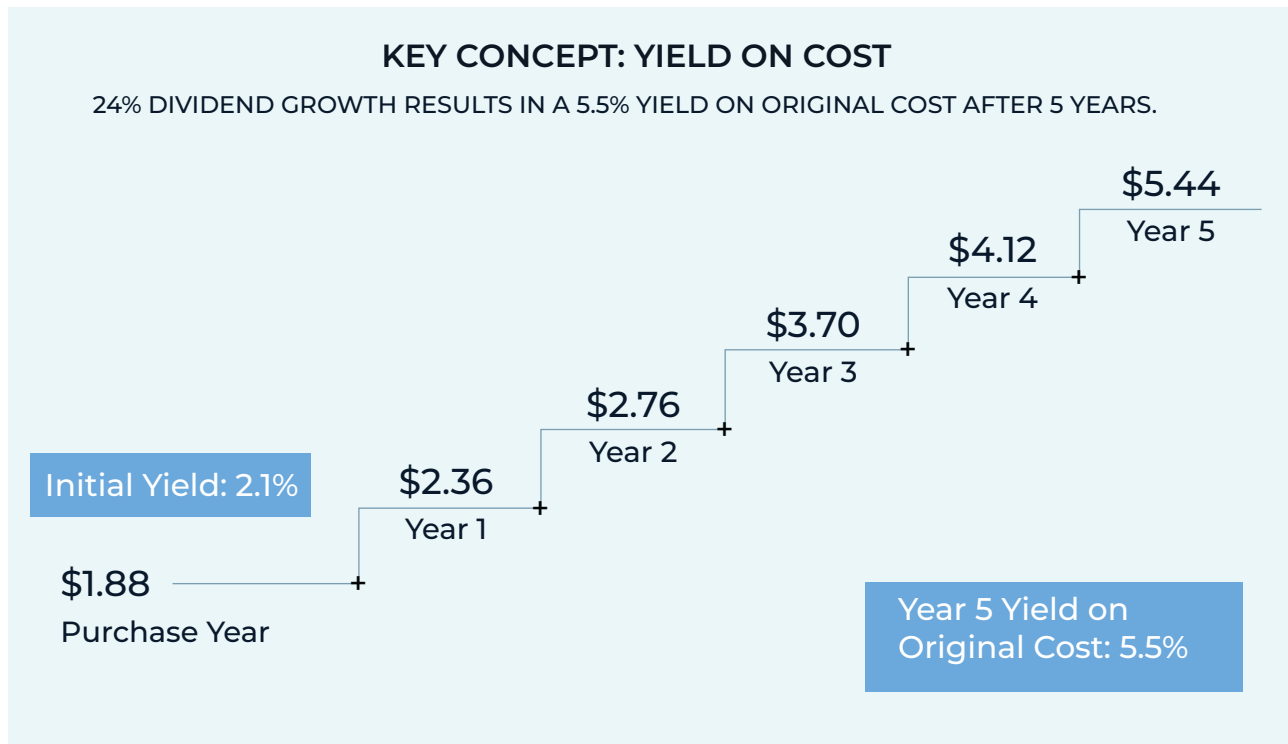 KEY CONCEPT: YIELD ON COST
24% DIVIDEND GROWTH RESULTS IN A 5.5% YIELD ON ORIGINAL COST AFTER 5 YEARS.
$5.44
Year 5
$4.12
Year 4
$3.70
Year 3
$2.76
Year 2
Initial Yield: 2.1%
$2.36
Year 1
$1.88
Purchase Year
Year 5 Yield on
Original Cost: 5.5%